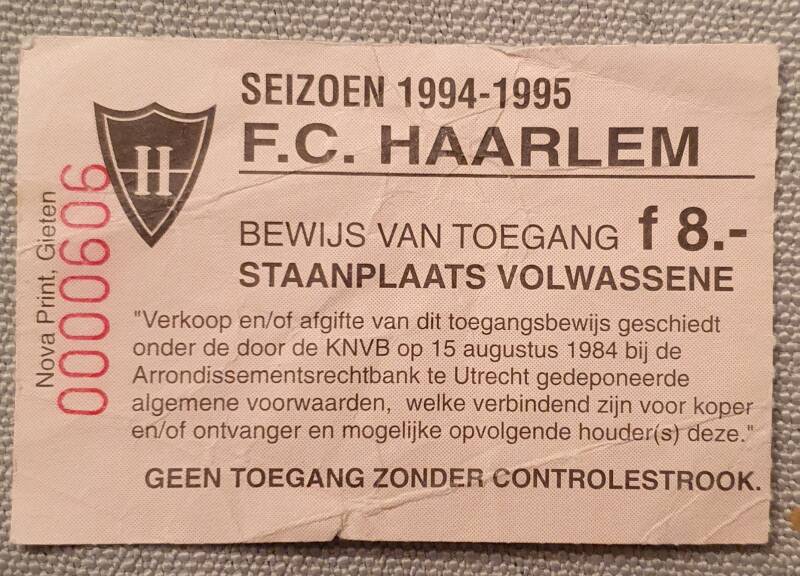 SEIZOEN 1994-1995
F.C. HAARLEM
H
BEWIJS VAN TOEGANG f 8.-
STAANPLAATS VOLWASSENE
"Verkoop en/of afgifte van dit toegangsbewijs geschiedt
onder de door de KNVB op 15 augustus 1984 bij de
Arrondissementsrechtbank te Utrecht gedeponeerde
algemene voorwaarden, welke verbindend zijn voor koper
en/of ontvanger en mogelijke opvolgende houder(s) deze."
GEEN TOEGANG ZONDER CONTROLESTROOK.
Nova Print, Gieten
0000606